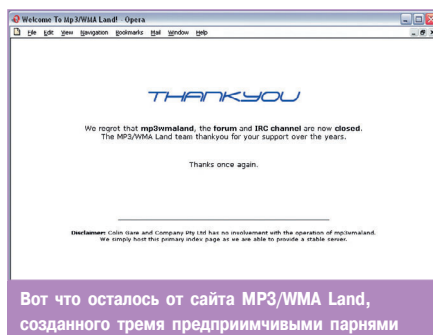 Welcome To Mp3/WMA Land! - Opera
File Edit View Navigation Bookmarks Mail Window Help
THANKYOU
We regret that mp3wmaland, the forum and IRC channel are now closed.
The MP3/WMA Land team thankyou for your support over the years.
Thanks once again.
Disclaimer: Colin Gare and Company Pty Ltd has no involvement with the operation of mp3wmaland.
We simply host this primary index page as we are able to provide a stable server.
Вот что осталось от сайта MP3/WMA Land,
созданного тремя предприимчивыми парнями